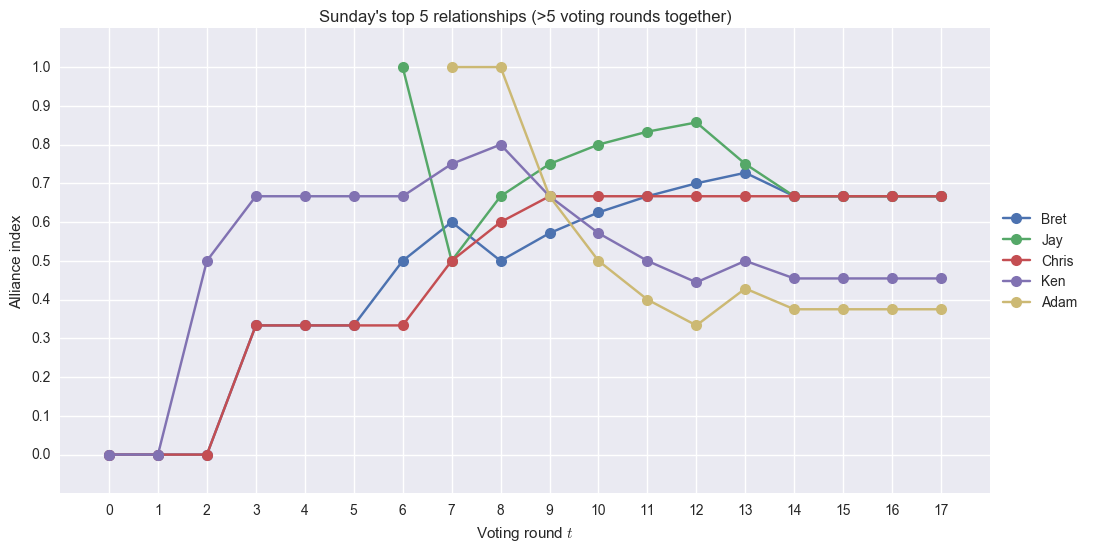 Sunday's top 5 relationships (>5 voting rounds together)
1.0
0.9
0.8
0.7
0.6
0.5
0.4
0.3
0.2
0.1
0.0
Alliance index
0 1 2 3 4 5 6 7 8 9 10 11 12 13 14 15 16 17
Voting round t
Bret
Jay
Chris
Ken
Adam